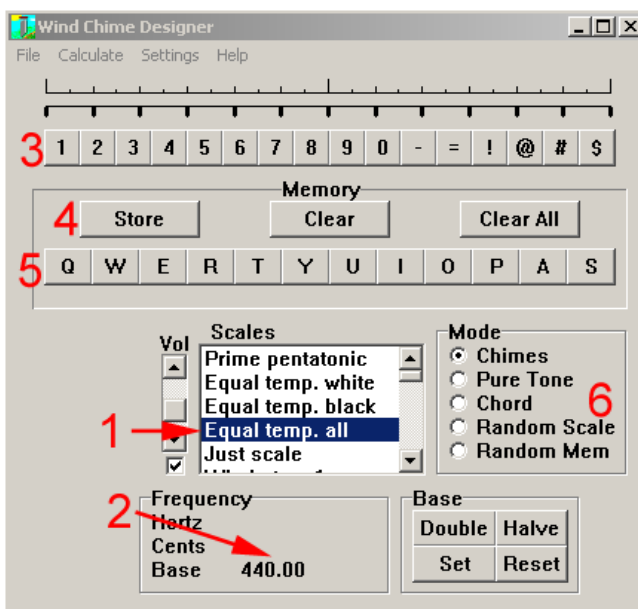 Wind Chime Designer
File Calculate Settings Help
3 1 2 3 4 5 6 7 8 9 0 - = ! @ # $
Memory
4 Store Clear Clear All
5 Q W E R T Y U I O P A S
Vol Scales Mode
Prime pentatonic Chimes
Equal temp. white Pure Tone
Equal temp. black Chord 6
1 Equal temp. all Random Scale
Just scale Random Mem
2 Frequency Base
Hertz Double Halve
Cents
Base 440.00 Set Reset